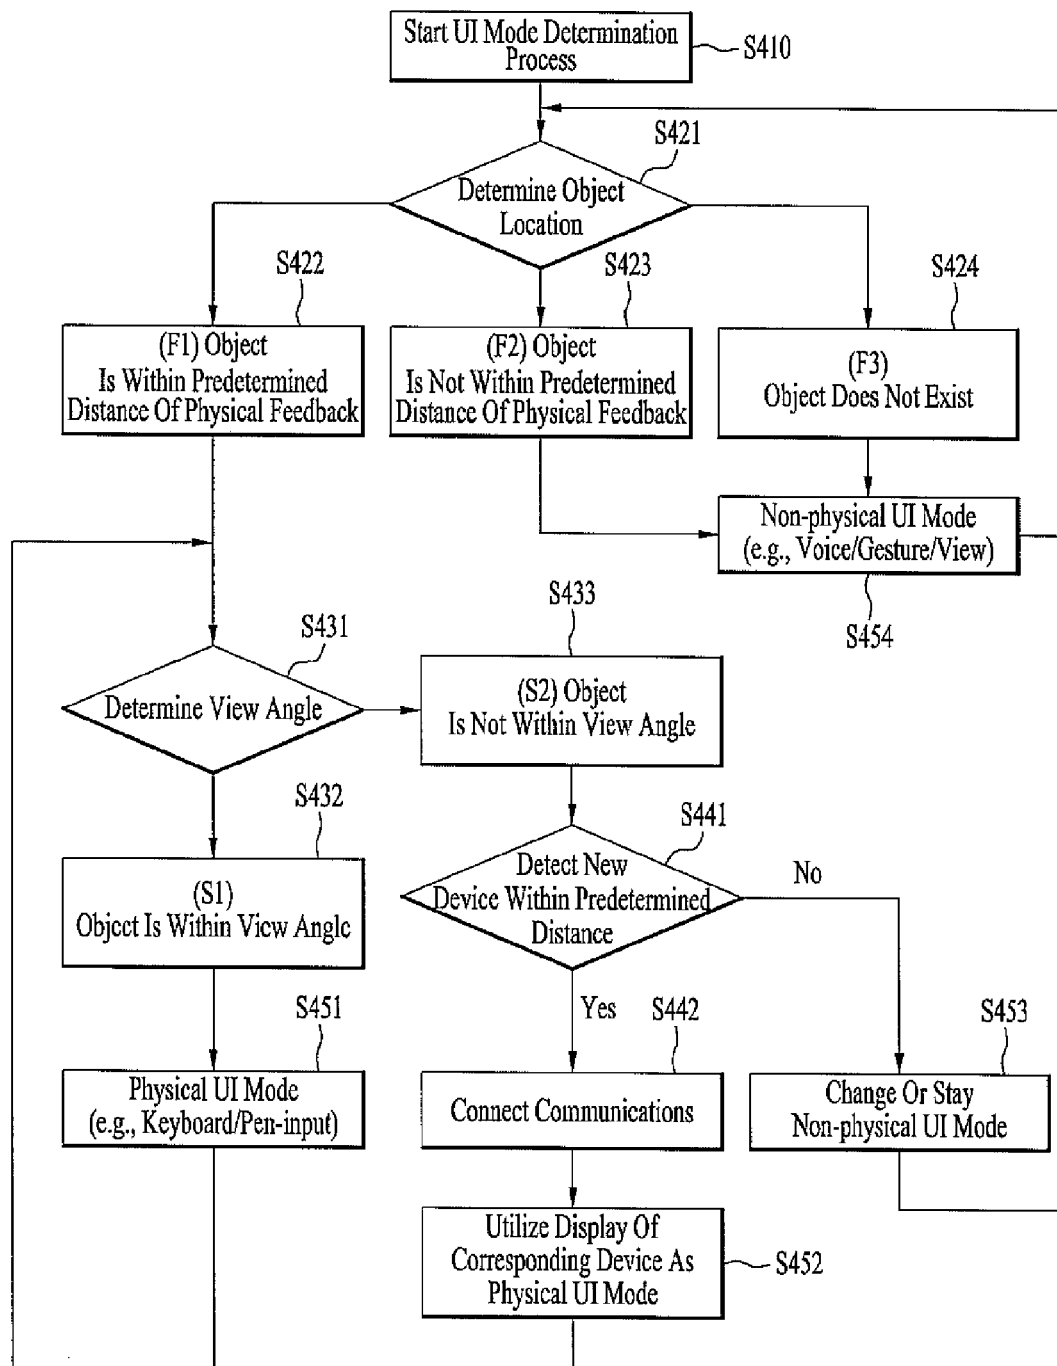 Start UI Mode Determination
Process
S410
S421
Determine Object
Location
S422
S423
S424
(F1) Object
Is Within Predetermined
Distance Of Physical Feedback
(F2) Object
Is Not Within Predetermined
Distance Of Physical Feedback
(F3)
Object Does Not Exist
Non-physical UI Mode
(e.g., Voice/Gesture/View)
S454
S431
Determine View Angle
S433
(S2) Object
Is Not Within View Angle
S432
(S1)
Object Is Within View Angle
S441
Detect New
Device Within Predetermined
Distance
No
Yes
S451
Physical UI Mode
(e.g., Keyboard/Pen-input)
S442
Connect Communications
S453
Change Or Stay
Non-physical UI Mode
Utilize Display Of
Corresponding Device As
Physical UI Mode
S452